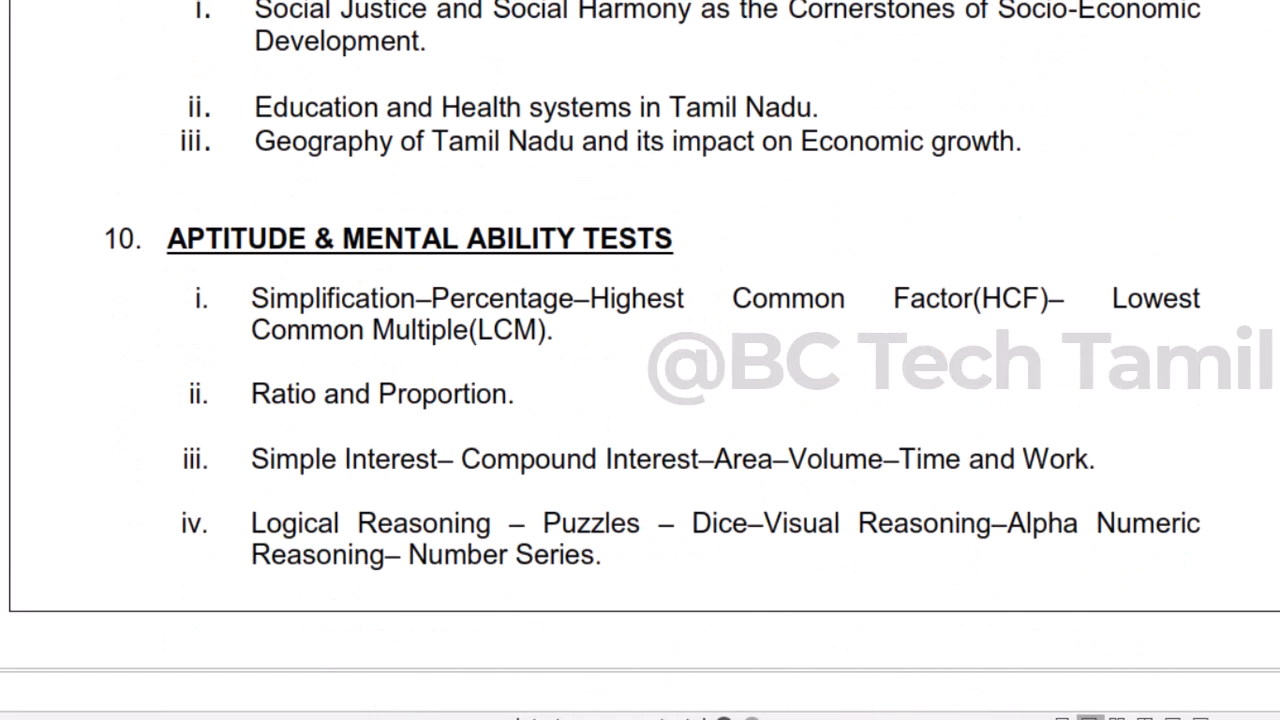 i. Social Justice and Social Harmony as the Cornerstones of Socio-Economic
Development.
ii. Education and Health systems in Tamil Nadu.
iii. Geography of Tamil Nadu and its impact on Economic growth.
10. APTITUDE & MENTAL ABILITY TESTS
i. Simplification–Percentage–Highest Common Factor(HCF)– Lowest
Common Multiple(LCM).
@BC Tech Tamil
ii. Ratio and Proportion.
iii. Simple Interest– Compound Interest–Area–Volume–Time and Work.
iv. Logical Reasoning – Puzzles – Dice–Visual Reasoning–Alpha Numeric
Reasoning– Number Series.